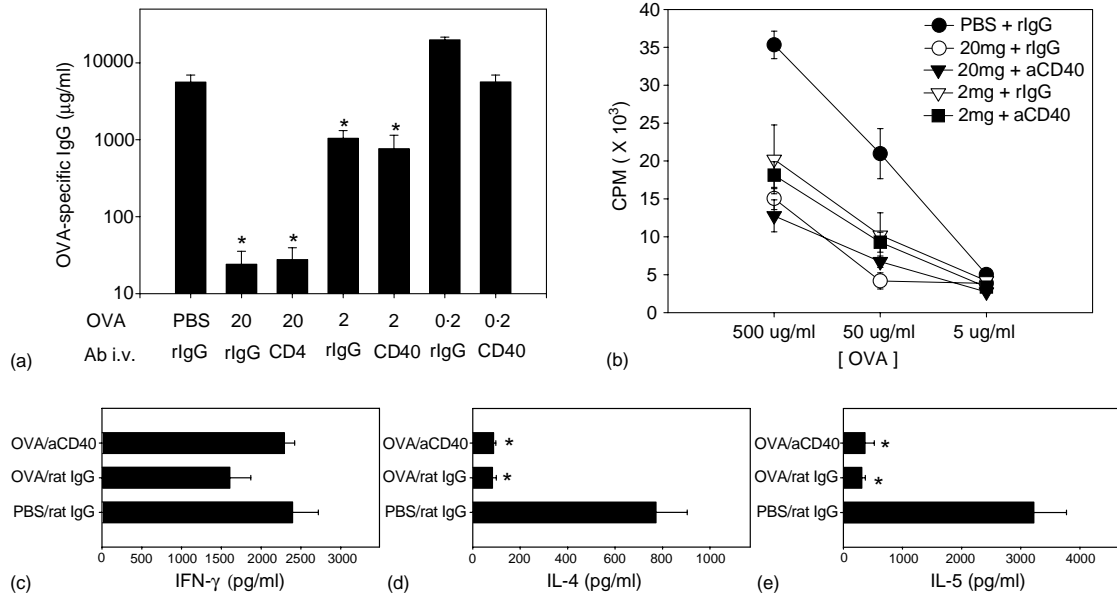 OVA-specific IgG (μg/ml)
10000
1000
100
10
*
*
*
*
OVA PBS 20 20 2 2 0·2 0·2
Ab i.v. rIgG rIgG CD4 rIgG CD40 rIgG CD40
(a)
CPM ( X 10³)
40
35
30
25
20
15
10
5
0
PBS + rIgG
20mg + rIgG
20mg + aCD40
2mg + rIgG
2mg + aCD40
500 ug/ml 50 ug/ml 5 ug/ml
[ OVA ]
(b)
OVA/aCD40
OVA/rat IgG
PBS/rat IgG
0 500 1000 1500 2000 2500 3000
IFN-γ (pg/ml)
(c)
OVA/aCD40 *
OVA/rat IgG *
PBS/rat IgG
0 200 400 600 800 1000
IL-4 (pg/ml)
(d)
OVA/aCD40 *
OVA/rat IgG *
PBS/rat IgG
0 1000 2000 3000 4000
IL-5 (pg/ml)
(e)